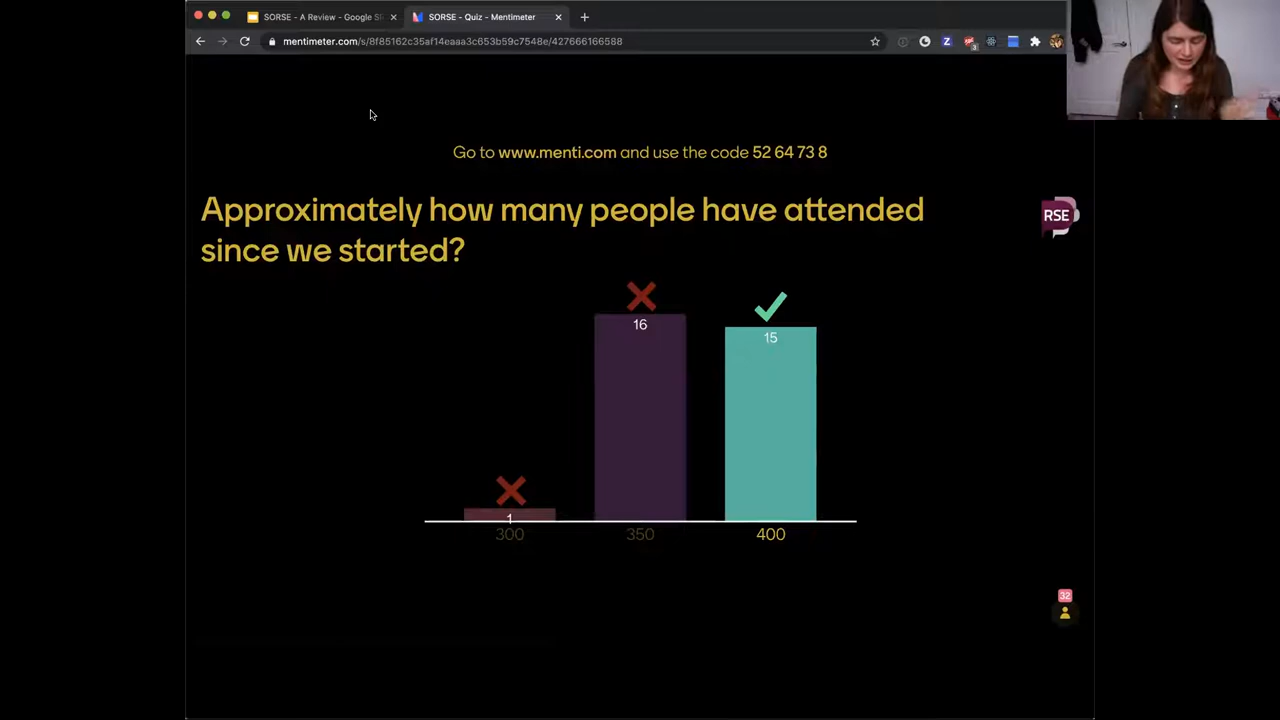 SORSE - A Review - Google Sl
SORSE - Quiz - Mentimeter
mentimeter.com/s/8f85162c35af14eaaa3c653b59c7548e/427666166588
Go to www.menti.com and use the code 52 64 73 8
Approximately how many people have attended
since we started?
RSE
16
15
1
300
350
400
32